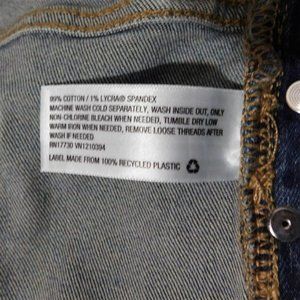 99% COTTON / 1% LYCRA® SPANDEX
MACHINE WASH COLD SEPARATELY, WASH INSIDE OUT, ONLY
NON-CHLORINE BLEACH WHEN NEEDED, TUMBLE DRY LOW
WARM IRON WHEN NEEDED, REMOVE LOOSE THREADS AFTER
WASH IF NEEDED
RN17730 VN1210394
LABEL MADE FROM 100% RECYCLED PLASTIC